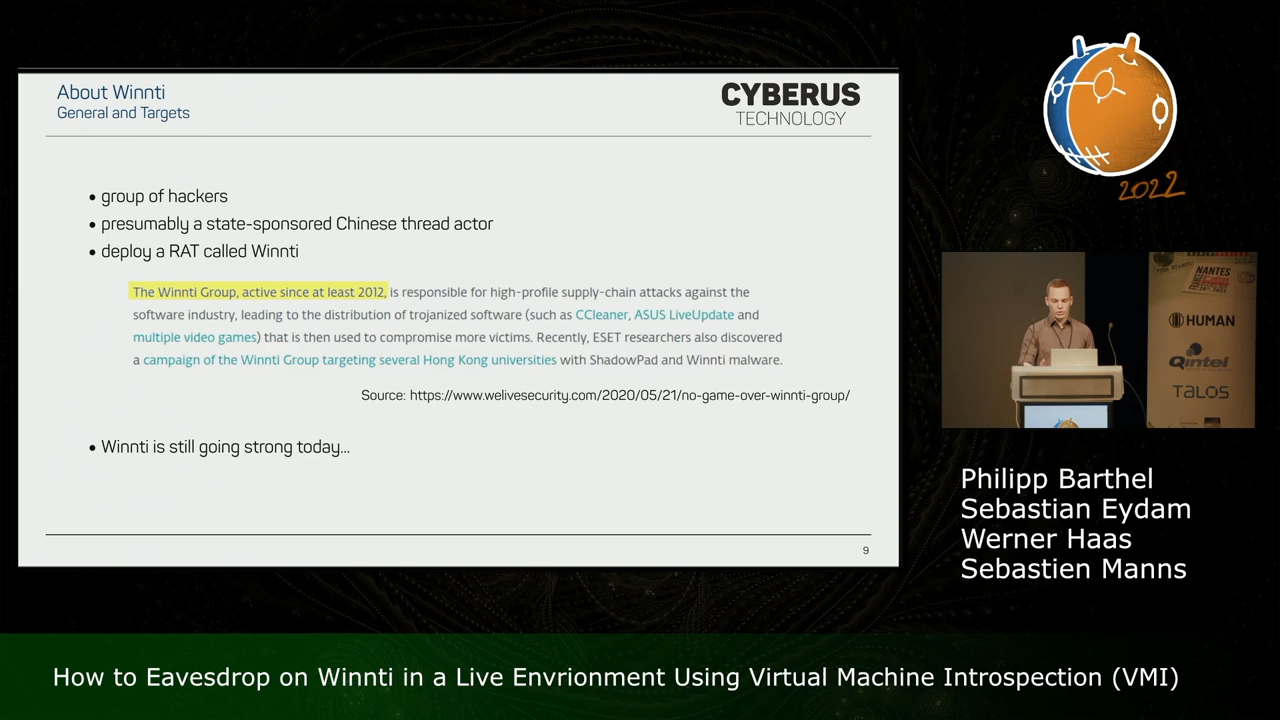 About Winnti
General and Targets
CYBERUS
TECHNOLOGY
• group of hackers
• presumably a state-sponsored Chinese thread actor
• deploy a RAT called Winnti
The Winnti Group, active since at least 2012, is responsible for high-profile supply-chain attacks against the
software industry, leading to the distribution of trojanized software (such as CCleaner, ASUS LiveUpdate and
multiple video games) that is then used to compromise more victims. Recently, ESET researchers also discovered
a campaign of the Winnti Group targeting several Hong Kong universities with ShadowPad and Winnti malware.
Source: https://www.welivesecurity.com/2020/05/21/no-game-over-winnti-group/
• Winnti is still going strong today...
9
2022
NANTES
HUMAN
Qintel
TALOS
Philipp Barthel
Sebastian Eydam
Werner Haas
Sebastien Manns
How to Eavesdrop on Winnti in a Live Envrionment Using Virtual Machine Introspection (VMI)